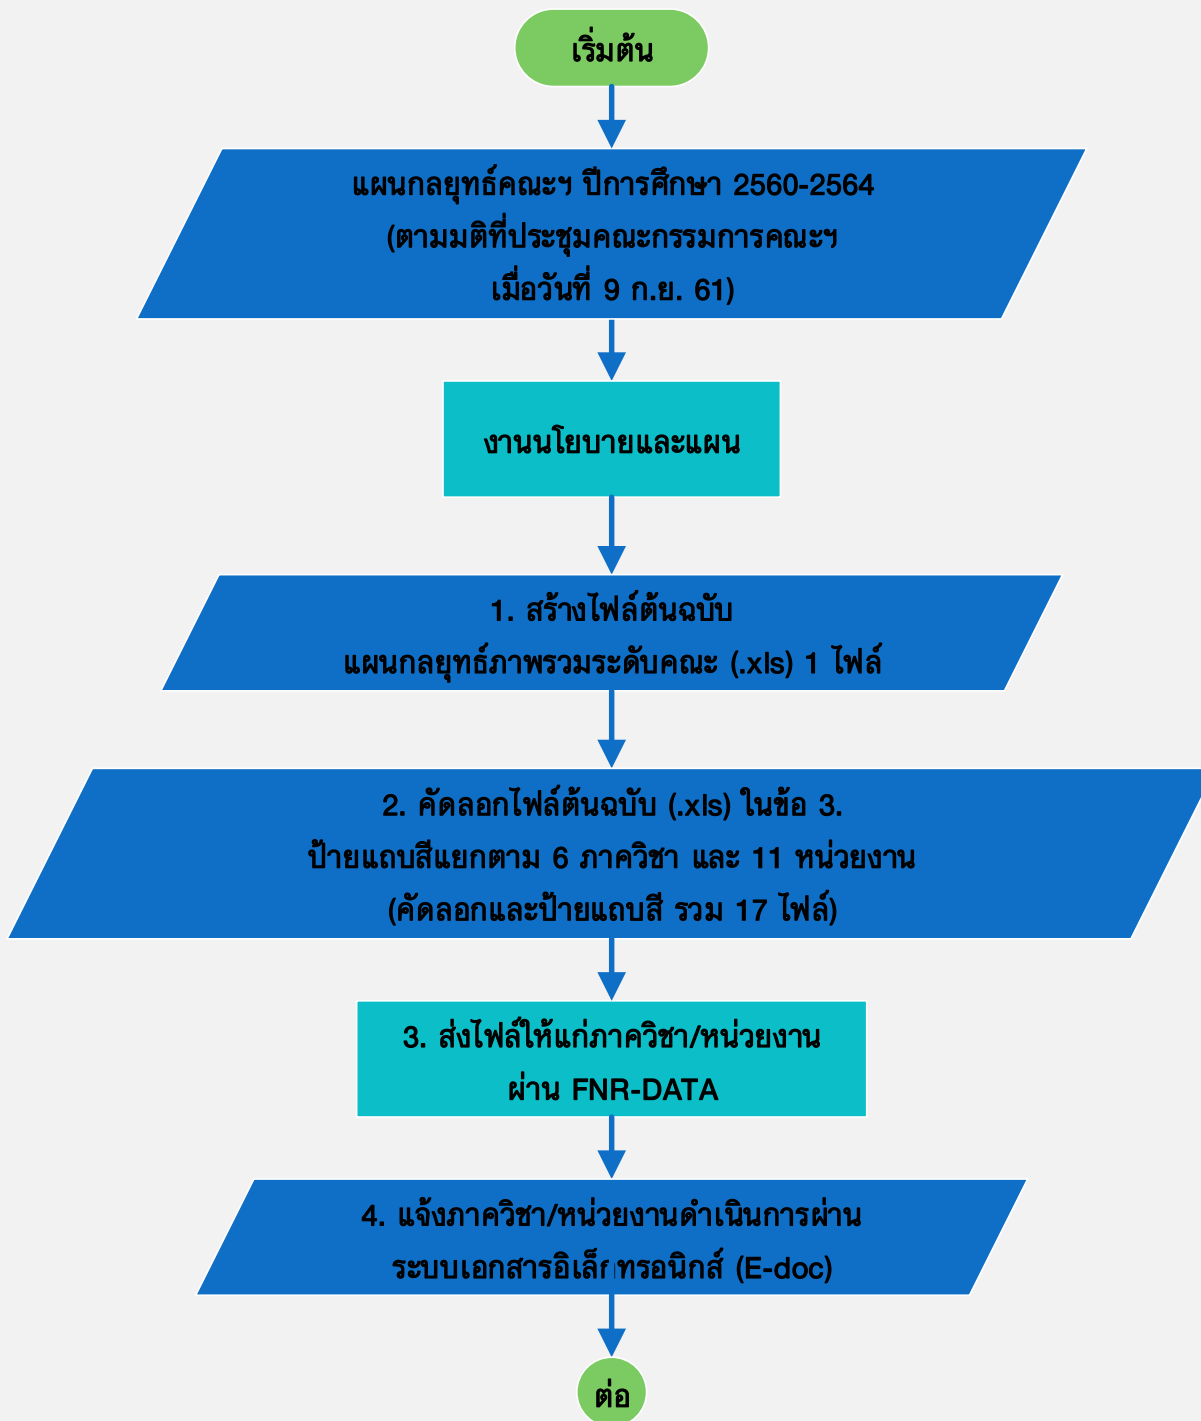 เริ่มต้น
แผนกลยุทธ์คณะฯ ปีการศึกษา 2560-2564
(ตามมติที่ประชุมคณะกรรมการคณะฯ
เมื่อวันที่ 9 ก.ย. 61)
งานนโยบายและแผน
1. สร้างไฟล์ต้นฉบับ
แผนกลยุทธ์ภาพรวมระดับคณะ (.xls) 1 ไฟล์
2. คัดลอกไฟล์ต้นฉบับ (.xls) ในข้อ 3.
ป้ายแถบสีแยกตาม 6 ภาควิชา และ 11 หน่วยงาน
(คัดลอกและป้ายแถบสี รวม 17 ไฟล์)
3. ส่งไฟล์ให้แก่ภาควิชา/หน่วยงาน
ผ่าน FNR-DATA
4. แจ้งภาควิชา/หน่วยงานดำเนินการผ่าน
ระบบเอกสารอิเล็กทรอนิกส์ (E-doc)
ต่อ